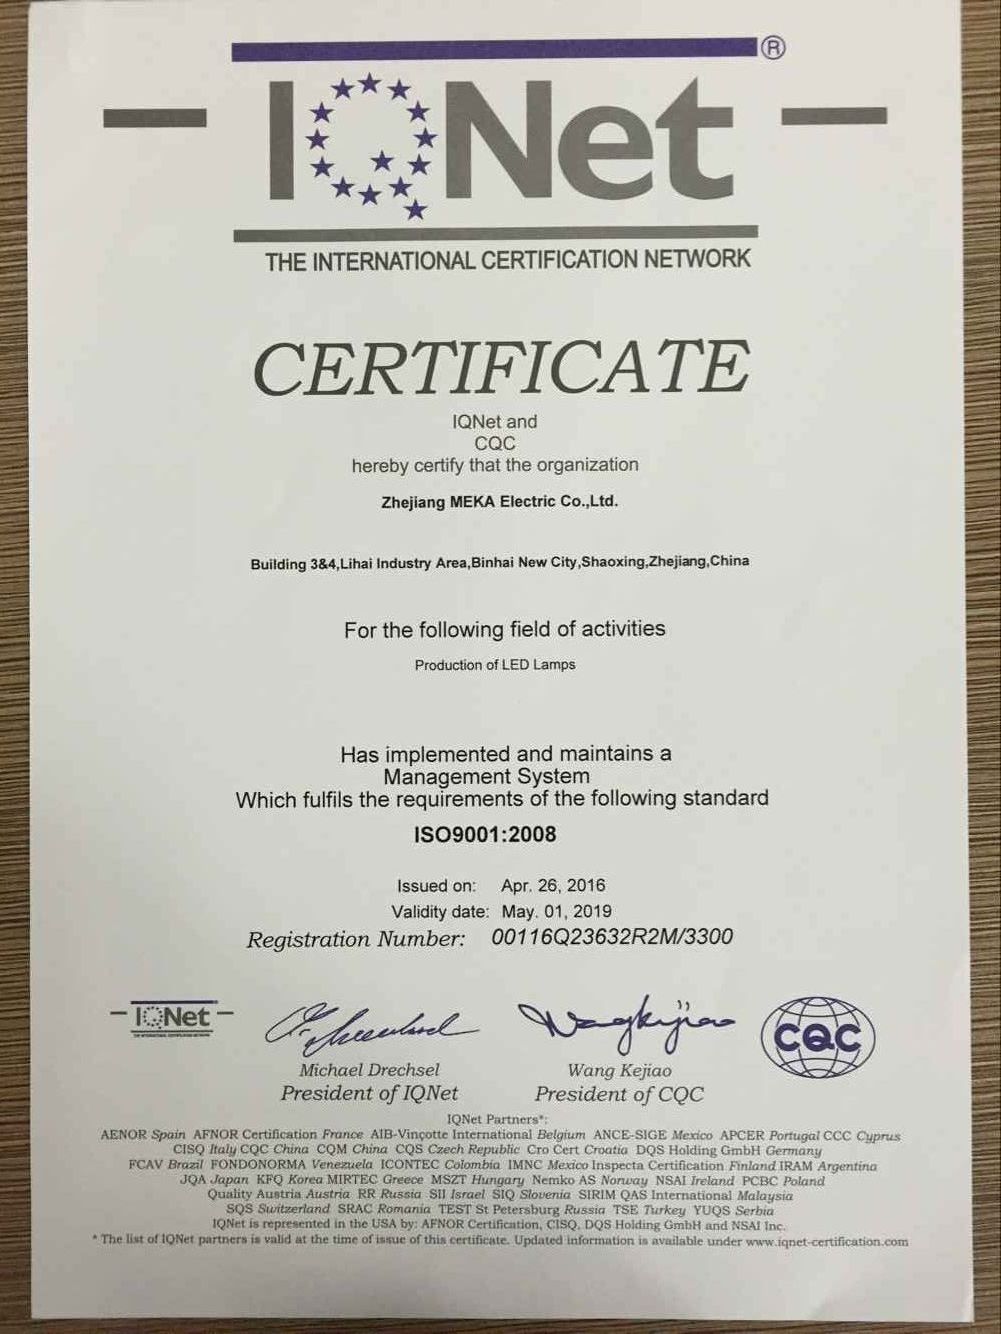 IQNet®
THE INTERNATIONAL CERTIFICATION NETWORK
CERTIFICATE
IQNet and
CQC
hereby certify that the organization
Zhejiang MEKA Electric Co.,Ltd.
Building 3&4,Lihai Industry Area,Binhai New City,Shaoxing,Zhejiang,China
For the following field of activities
Production of LED Lamps
Has implemented and maintains a
Management System
Which fulfils the requirements of the following standard
ISO9001:2008
Issued on: Apr. 26, 2016
Validity date: May. 01, 2019
Registration Number: 00116Q23632R2M/3300
IQNet
THE INTERNATIONAL CERTIFICATION NETWORK
Wangkejiao
CQC
Michael Drechsel
President of IQNet
Wang Kejiao
President of CQC
IQNet Partners*:
AENOR Spain AFNOR Certification France AIB-Vinçotte International Belgium ANCE-SIGE Mexico APCER Portugal CCC Cyprus
CISQ Italy CQC China CQM China CQS Czech Republic Cro Cert Croatia DQS Holding GmbH Germany
FCAV Brazil FONDONORMA Venezuela ICONTEC Colombia IMNC Mexico Inspecta Certification Finland IRAM Argentina
JQA Japan KFQ Korea MIRTEC Greece MSZT Hungary Nemko AS Norway NSAI Ireland PCBC Poland
Quality Austria Austria RR Russia SII Israel SIQ Slovenia SIRIM QAS International Malaysia
SQS Switzerland SRAC Romania TEST St Petersburg Russia TSE Turkey YUQS Serbia
IQNet is represented in the USA by: AFNOR Certification, CISQ, DQS Holding GmbH and NSAI Inc.
* The list of IQNet partners is valid at the time of issue of this certificate. Updated information is available under www.iqnet-certification.com